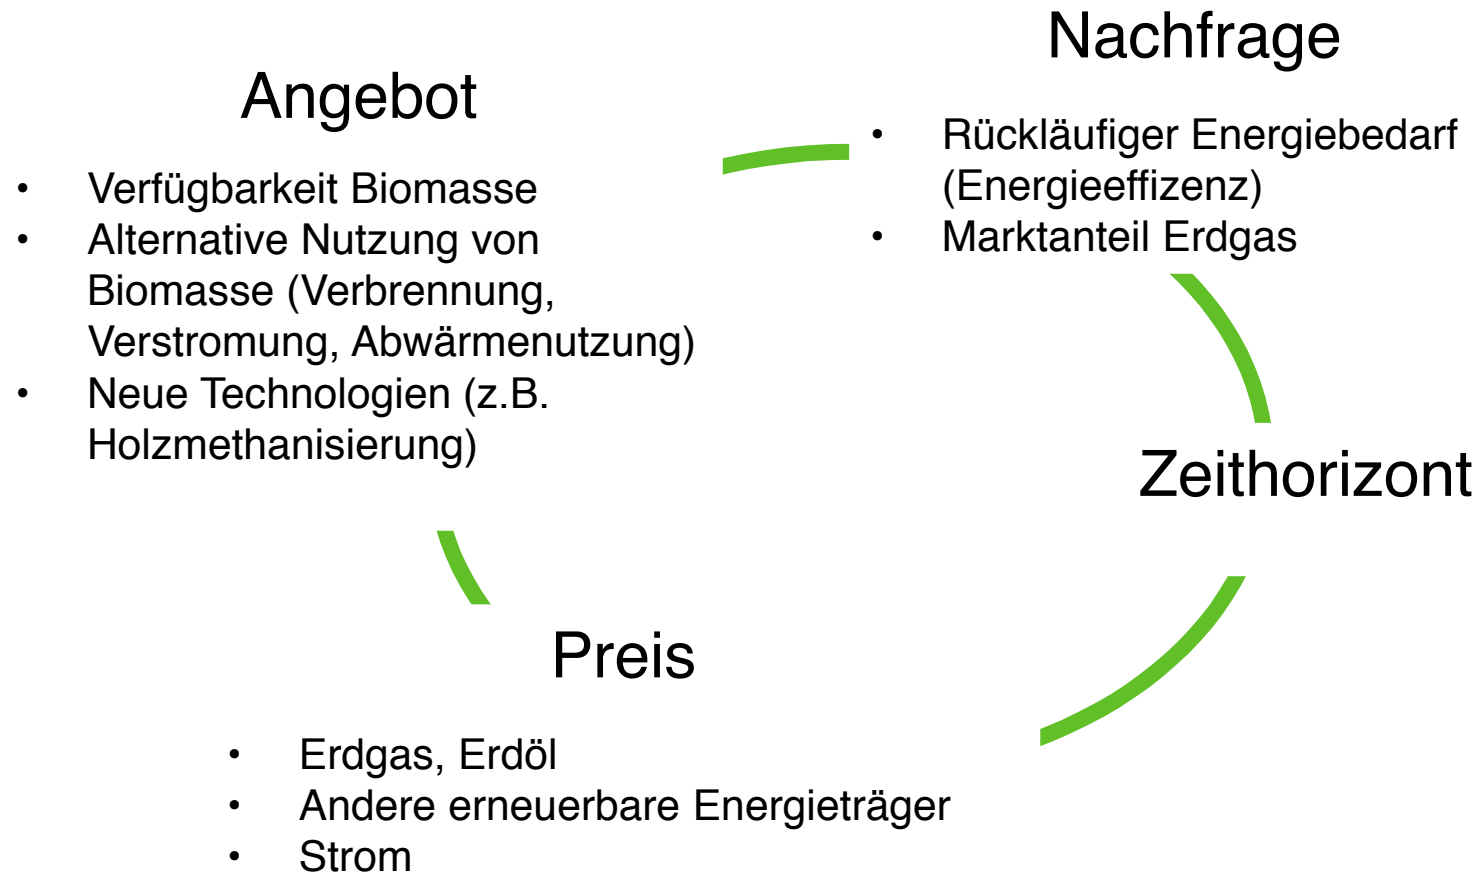 Angebot
• Verfügbarkeit Biomasse
• Alternative Nutzung von
Biomasse (Verbrennung,
Verstromung, Abwärmenutzung)
• Neue Technologien (z.B.
Holzmethanisierung)
Nachfrage
• Rückläufiger Energiebedarf
(Energieeffizenz)
• Marktanteil Erdgas
Zeithorizont
Preis
• Erdgas, Erdöl
• Andere erneuerbare Energieträger
• Strom